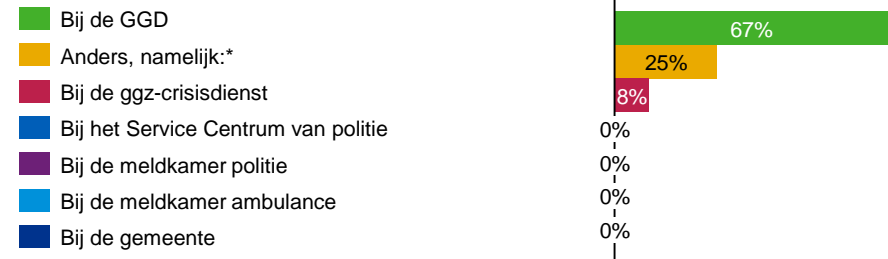 Bij de GGD 67%
Anders, namelijk:* 25%
Bij de ggz-crisisdienst 8%
Bij het Service Centrum van politie 0%
Bij de meldkamer politie 0%
Bij de meldkamer ambulance 0%
Bij de gemeente 0%